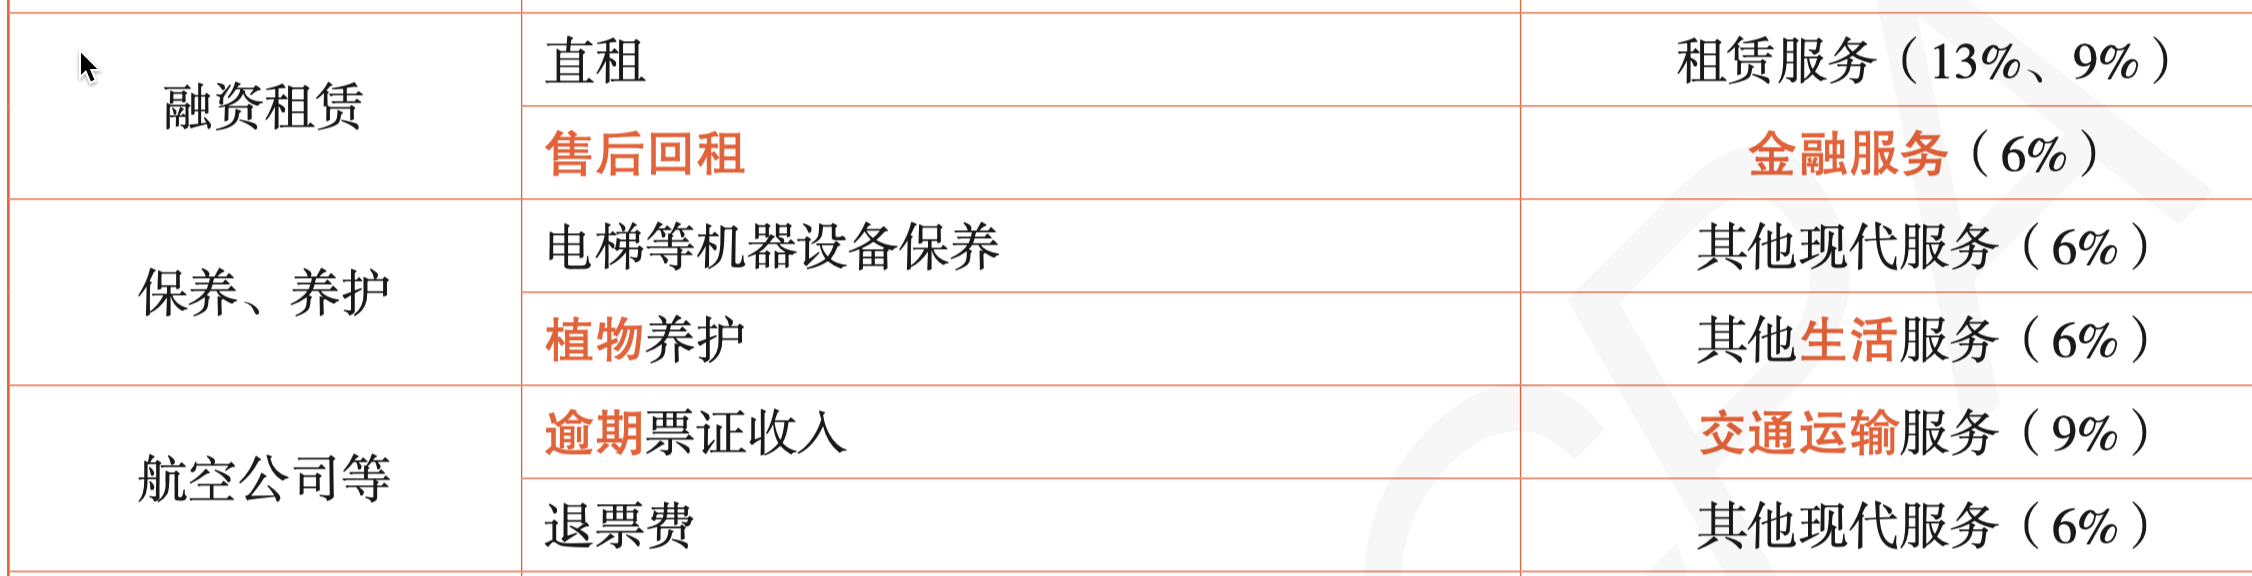 融资租赁
直租
租赁服务（13%、9%）
售后回租
金融服务（6%）
保养、养护
电梯等机器设备保养
其他现代服务（6%）
植物养护
其他生活服务（6%）
航空公司等
逾期票证收入
交通运输服务（9%）
退票费
其他现代服务（6%）
CPA